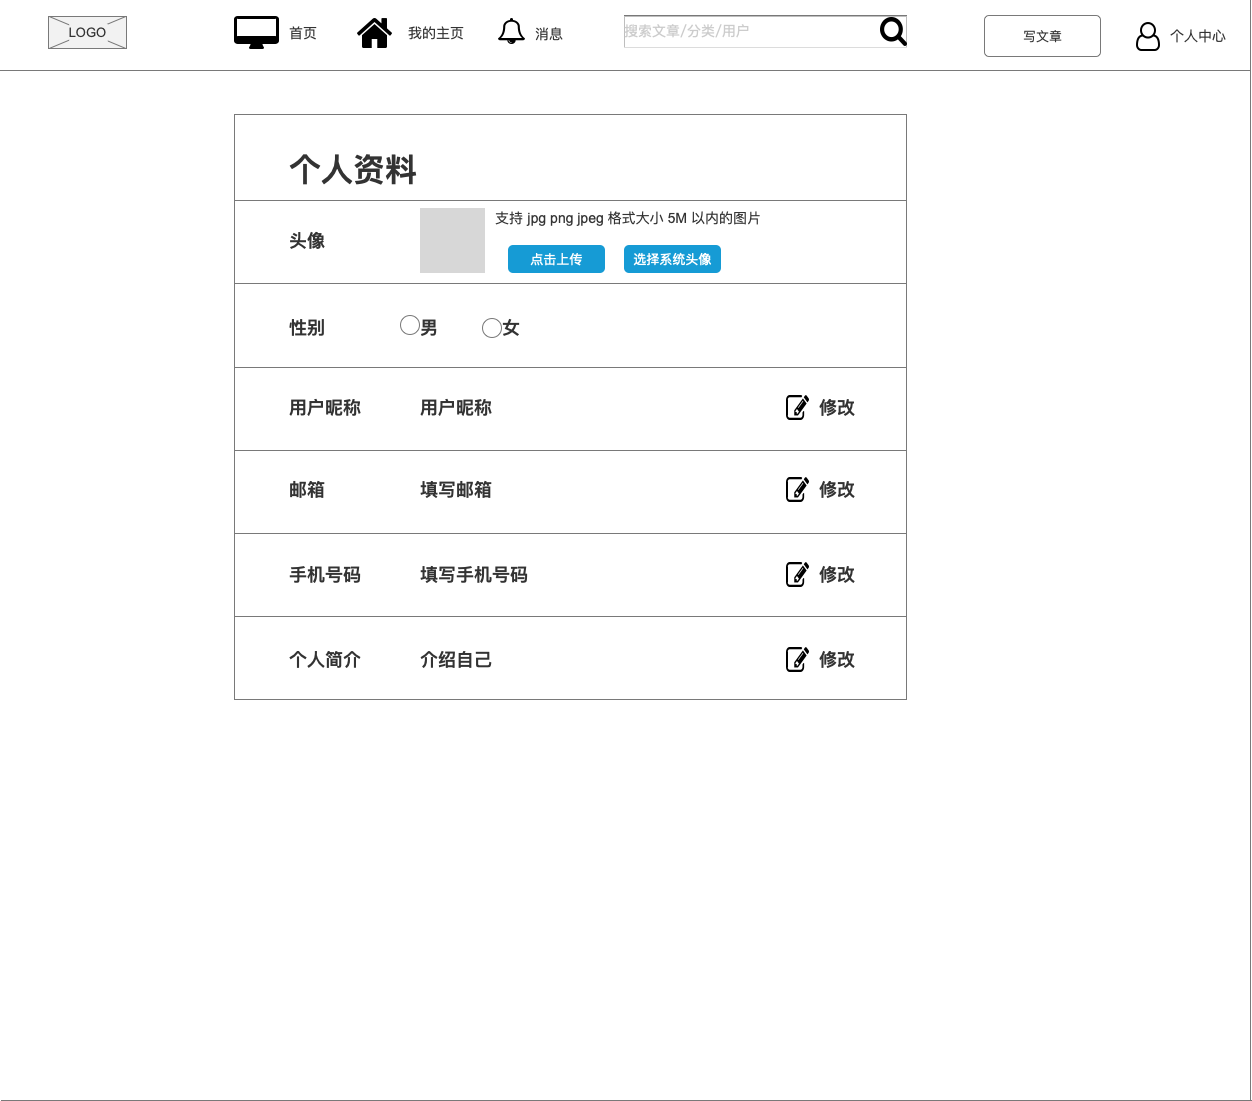 LOGO
首页
我的主页
消息
搜索文章/分类/用户
写文章
个人中心
个人资料
头像
支持 jpg png jpeg 格式大小 5M 以内的图片
点击上传
选择系统头像
性别
男
女
用户昵称
用户昵称
修改
邮箱
填写邮箱
修改
手机号码
填写手机号码
修改
个人简介
介绍自己
修改